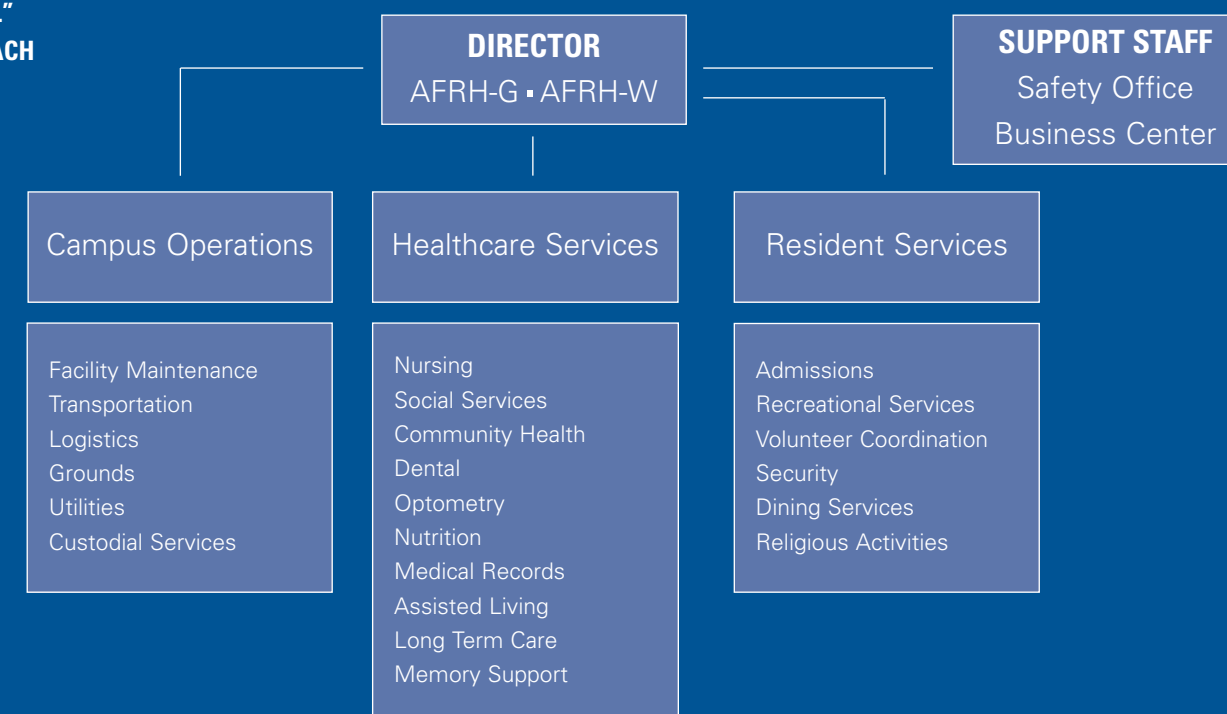 DIRECTOR
AFRH-G ▪ AFRH-W
SUPPORT STAFF
Safety Office
Business Center
Campus Operations
Facility Maintenance
Transportation
Logistics
Grounds
Utilities
Custodial Services
Healthcare Services
Nursing
Social Services
Community Health
Dental
Optometry
Nutrition
Medical Records
Assisted Living
Long Term Care
Memory Support
Resident Services
Admissions
Recreational Services
Volunteer Coordination
Security
Dining Services
Religious Activities